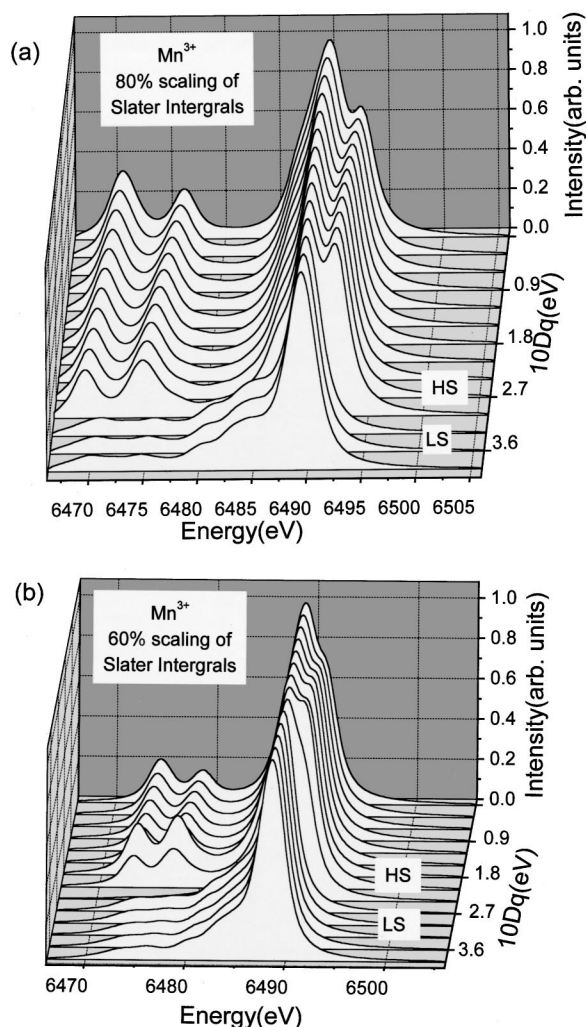 (a)
Mn3+
80% scaling of
Slater Intergrals
1.0
0.8
0.6
0.4
0.2
0.0
Intensity(arb. units)
0.9
1.8
2.7
3.6
10Dq(eV)
HS
LS
6470 6475 6480 6485 6490 6495 6500 6505
Energy(eV)
(b)
Mn3+
60% scaling of
Slater Intergrals
1.0
0.8
0.6
0.4
0.2
0.0
Intensity(arb. units)
0.9
1.8
2.7
3.6
10Dq(eV)
HS
LS
6470 6480 6490 6500
Energy(eV)